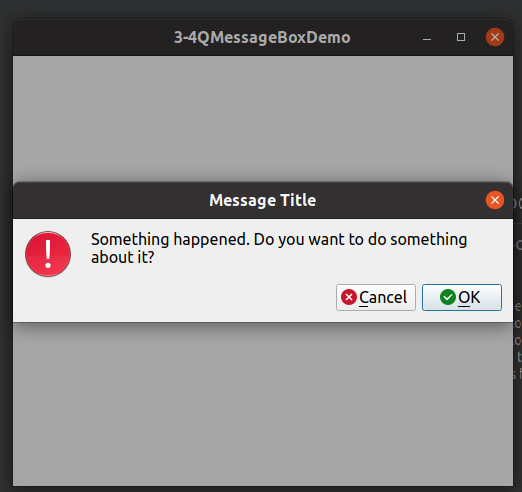 3-4QMessageBoxDemo
Message Title
Something happened. Do you want to do something
about it?
Cancel
OK